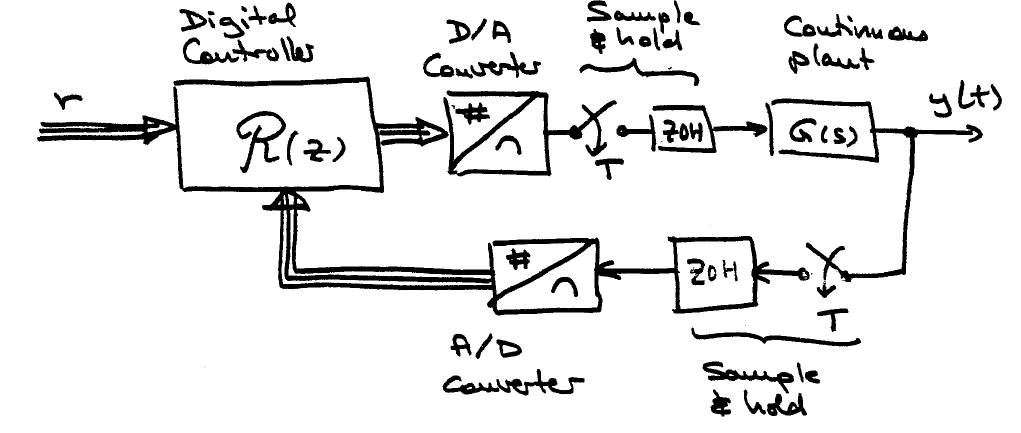 Digital
Controller
D/A
Converter
Sample
& hold
Continuous
plant
r
R(z)
#
T
ZOH
G(s)
y(t)
#
ZOH
T
A/D
Converter
Sample
& hold